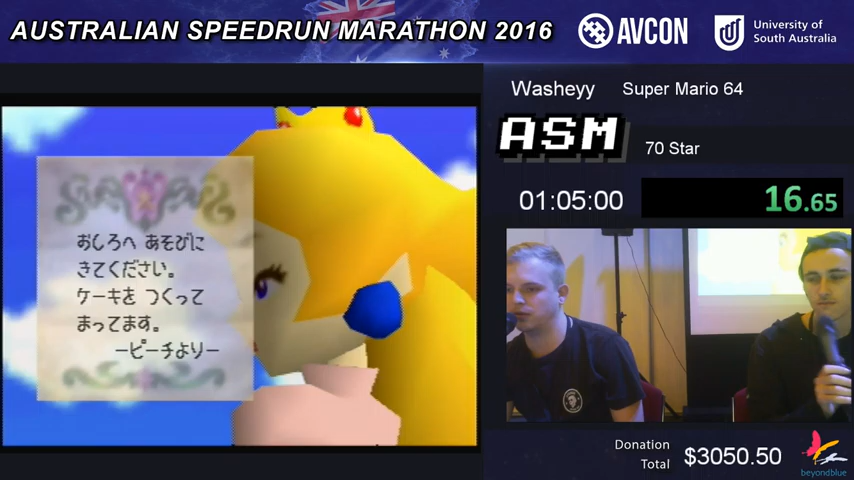 AUSTRALIAN SPEEDRUN MARATHON 2016
AVCON
University of
South Australia
Washeyy
Super Mario 64
ASM
70 Star
01:05:00
16.65
おしろへ あそびに
きてください。
ケーキを つくって
まってます。
ーピーチよりー
Donation
Total
$3050.50
beyondblue